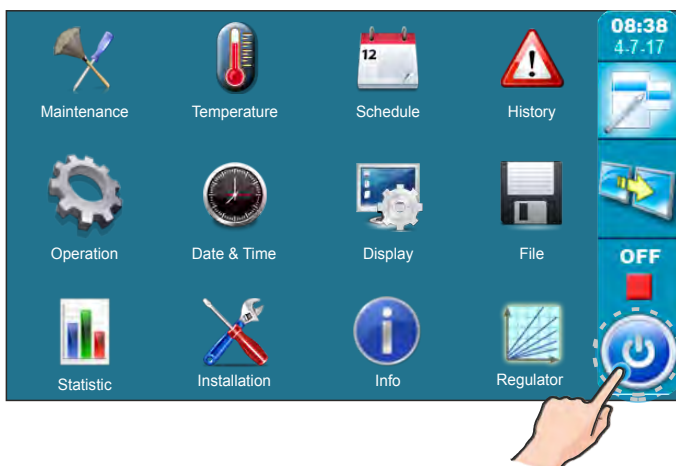 08:38
4-7-17
12
Maintenance Temperature Schedule History
Operation Date & Time Display File
OFF
Statistic Installation Info Regulator